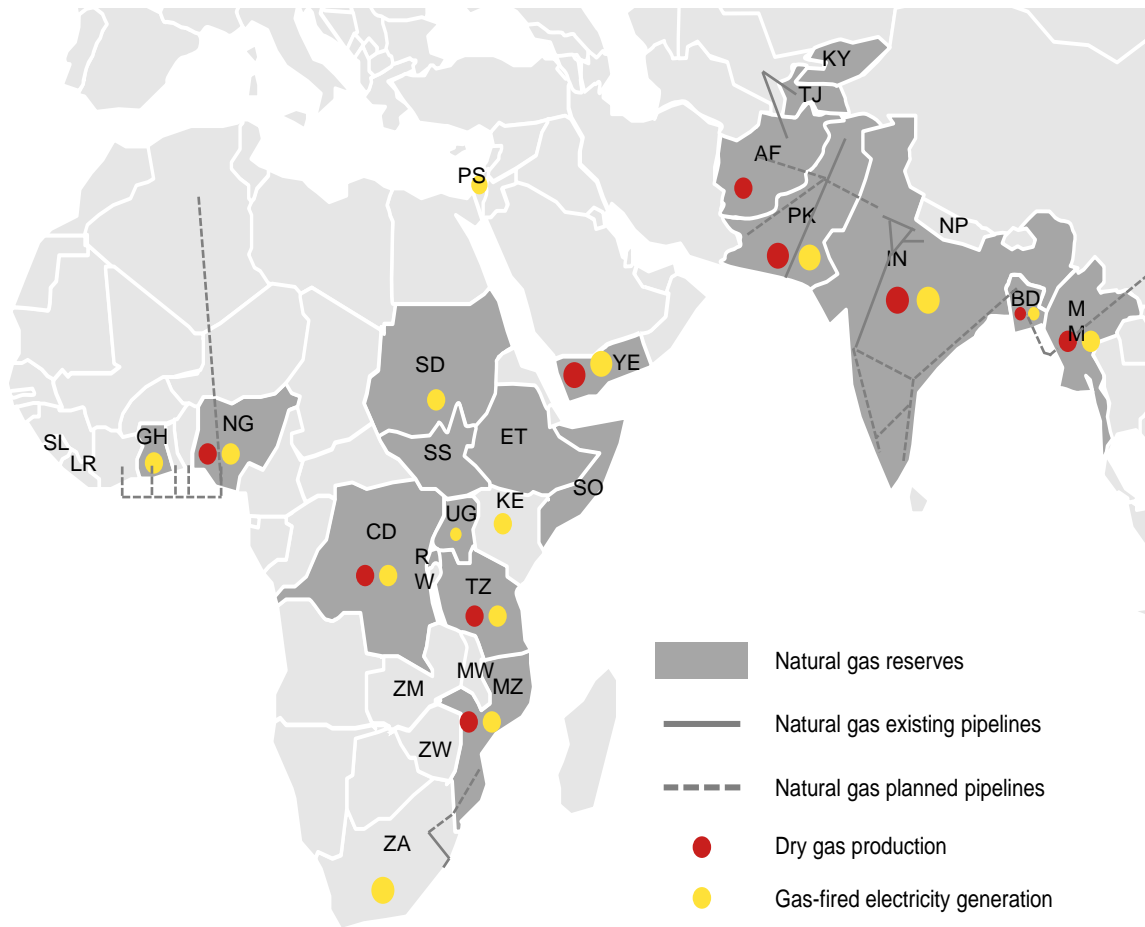 KY
TJ
AF
PS
PK
NP
IN
BD
M
M
YE
SD
GH
NG
SL
LR
SS
ET
SO
KE
UG
CD
R
W
TZ
MW
MZ
ZM
ZW
ZA
Natural gas reserves
Natural gas existing pipelines
Natural gas planned pipelines
Dry gas production
Gas-fired electricity generation